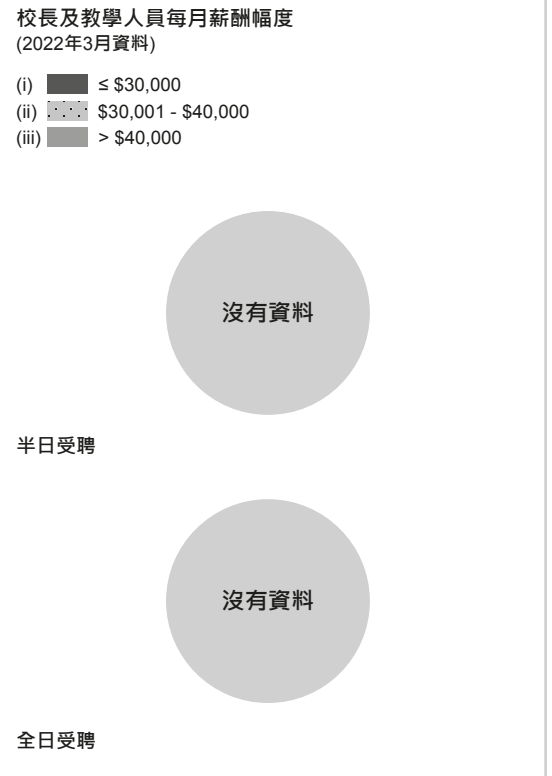 校長及教學人員每月薪酬幅度
(2022年3月資料)
(i) ≤ $30,000
(ii) $30,001 - $40,000
(iii) > $40,000
沒有資料
半日受聘
沒有資料
全日受聘